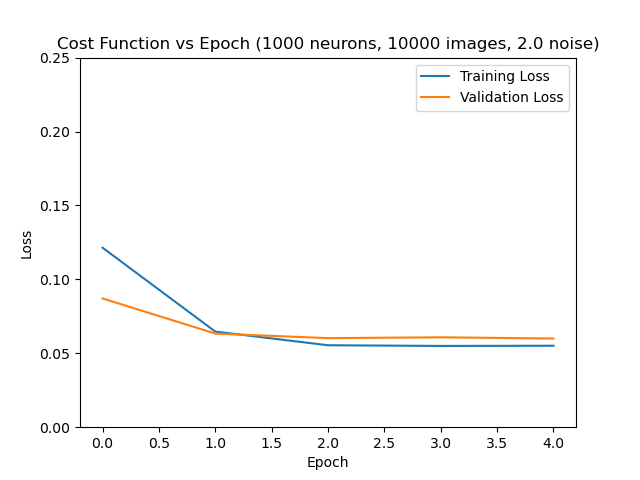 Cost Function vs Epoch (1000 neurons, 10000 images, 2.0 noise)
Training Loss
Validation Loss
0.25
0.20
0.15
0.10
0.05
0.00
Loss
0.0 0.5 1.0 1.5 2.0 2.5 3.0 3.5 4.0
Epoch